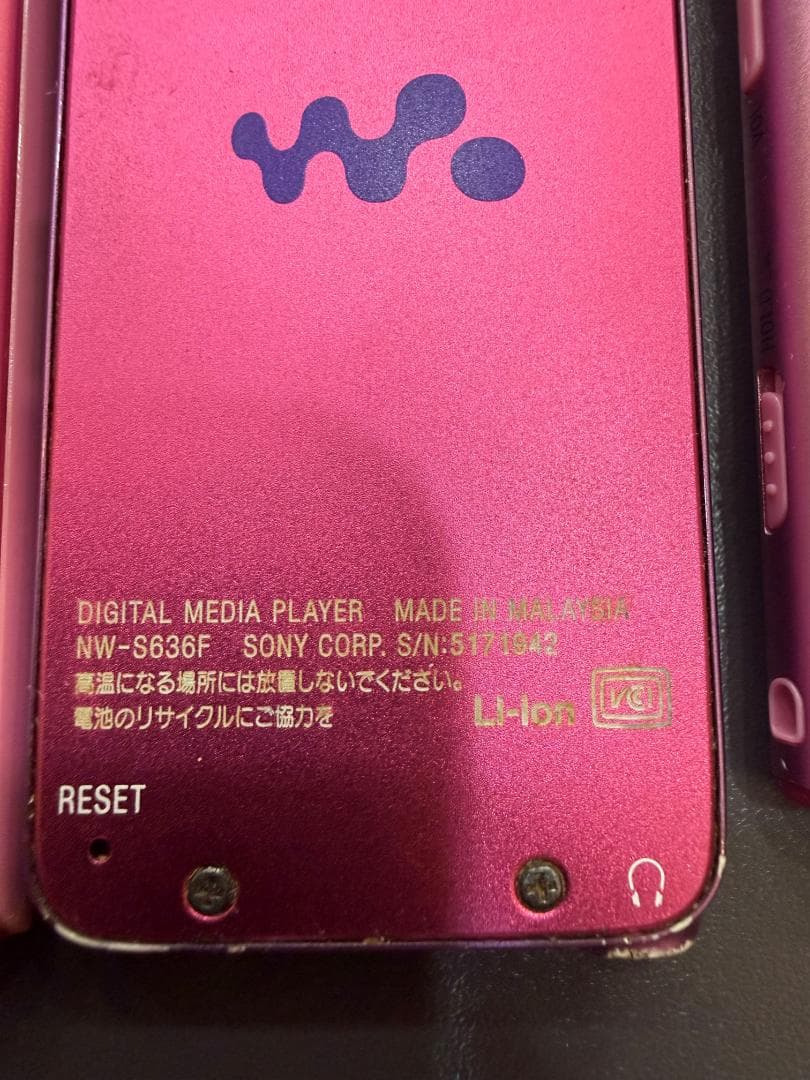 DIGITAL MEDIA PLAYER MADE IN MALAYSIA
NW-S636F SONY CORP. S/N:5171942
高温になる場所には放置しないでください。
電池のリサイクルにご協力を
Li-ion VCCI
RESET
HOLD